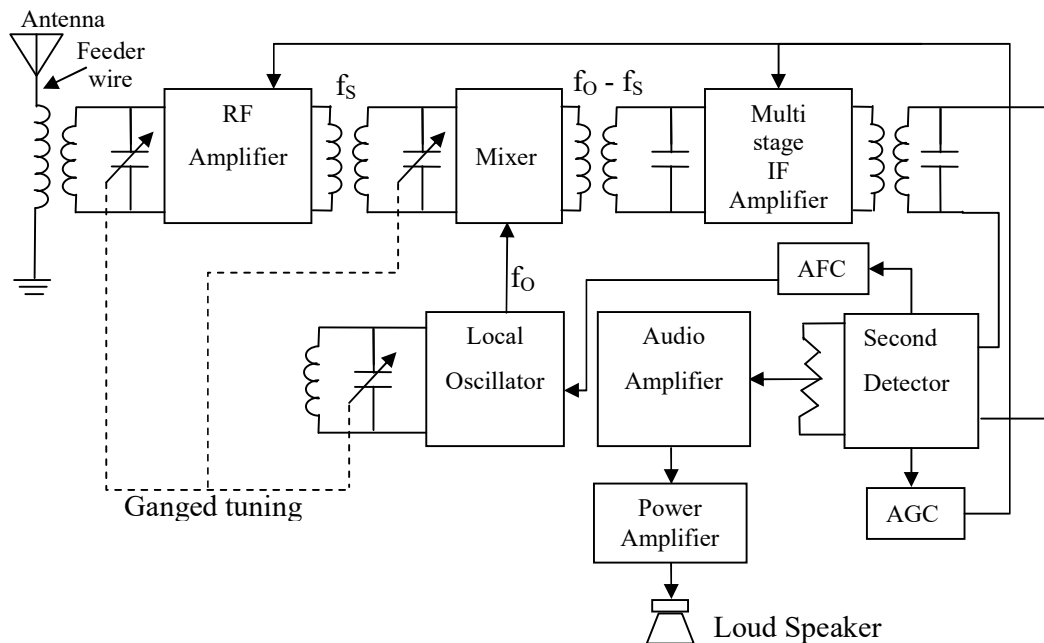 Antenna
Feeder
wire
RF
Amplifier
fS
Mixer
fO - fS
Multi
stage
IF
Amplifier
fO
AFC
Local
Oscillator
Audio
Amplifier
Second
Detector
Ganged tuning
Power
Amplifier
AGC
Loud Speaker